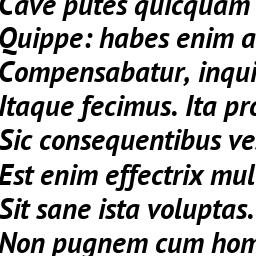 Cave putes quicquam
Quippe: habes enim a
Compensabatur, inqui
Itaque fecimus. Ita pro
Sic consequentibus ve
Est enim effectrix mul
Sit sane ista voluptas.
Non pugnem cum hom